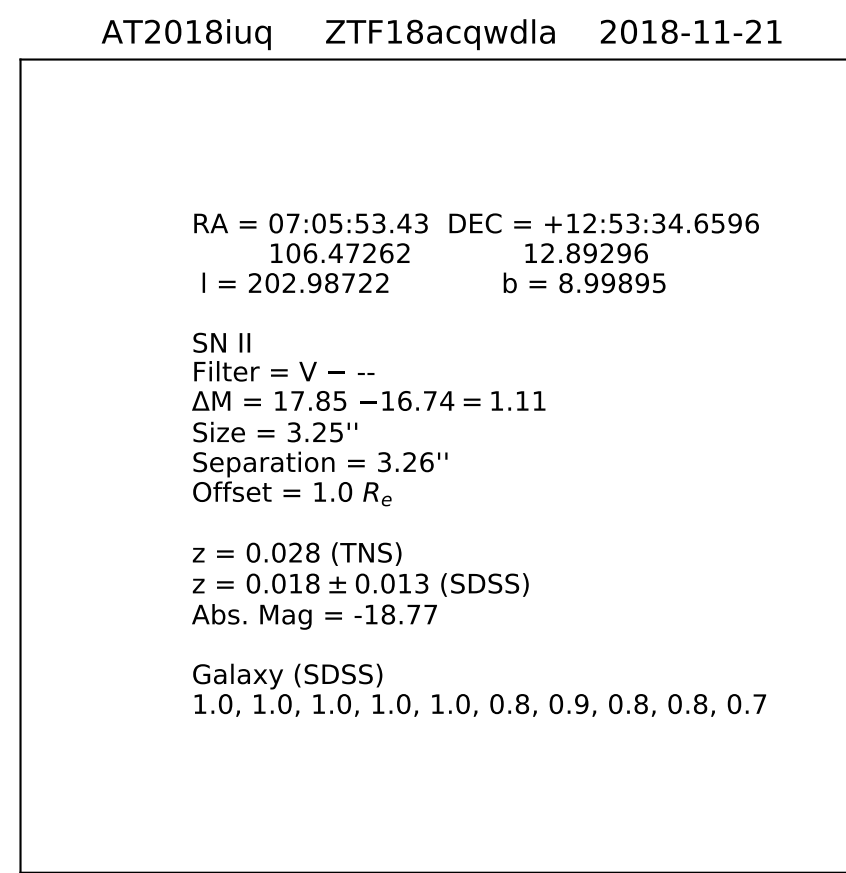 AT2018iuq ZTF18acqwdla 2018-11-21
RA = 07:05:53.43 DEC = +12:53:34.6596
106.47262 12.89296
l = 202.98722 b = 8.99895
SN II
Filter = V − --
ΔM = 17.85 −16.74 = 1.11
Size = 3.25''
Separation = 3.26''
Offset = 1.0 Rₑ
z = 0.028 (TNS)
z = 0.018 ± 0.013 (SDSS)
Abs. Mag = -18.77
Galaxy (SDSS)
1.0, 1.0, 1.0, 1.0, 1.0, 0.8, 0.9, 0.8, 0.8, 0.7